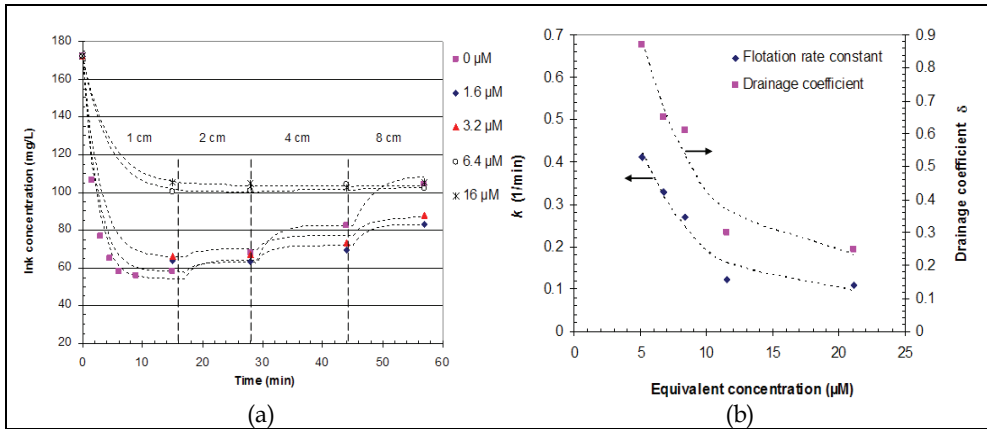 180
160
140
120
100
80
60
40
20
0 10 20 30 40 50 60
Ink concentration (mg/L)
Time (min)
1 cm 2 cm 4 cm 8 cm
0 µM
1.6 µM
3.2 µM
6.4 µM
16 µM
(a)
0.7
0.6
0.5
0.4
0.3
0.2
0.1
0
k (1/min)
Flotation rate constant
Drainage coefficient
0.9
0.8
0.7
0.6
0.5
0.4
0.3
0.2
0.1
0
Drainage coefficient δ
0 5 10 15 20 25
Equivalent concentration (µM)
(b)